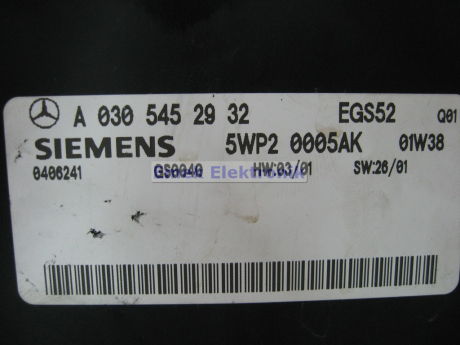 A 030 545 29 32 EGS52 Q01
SIEMENS 5WP2 0005AK 01W38
0406241 GS0040 HW:03/01 SW:26/01